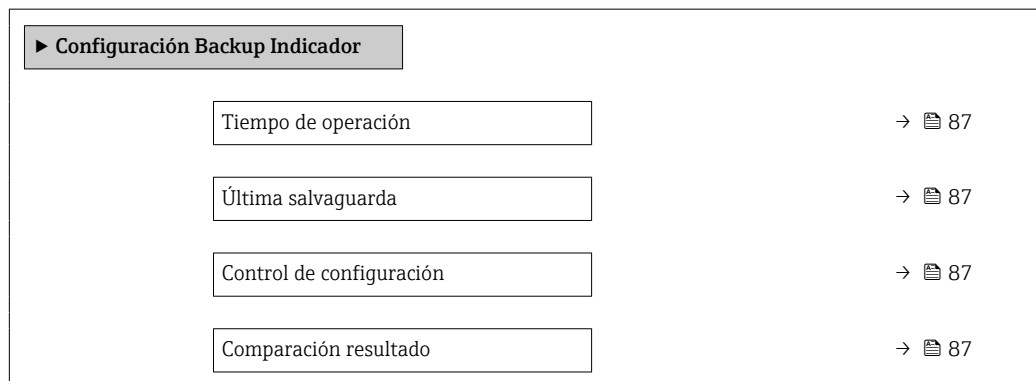 ► Configuración Backup Indicador
Tiempo de operación → 87
Última salvaguarda → 87
Control de configuración → 87
Comparación resultado → 87